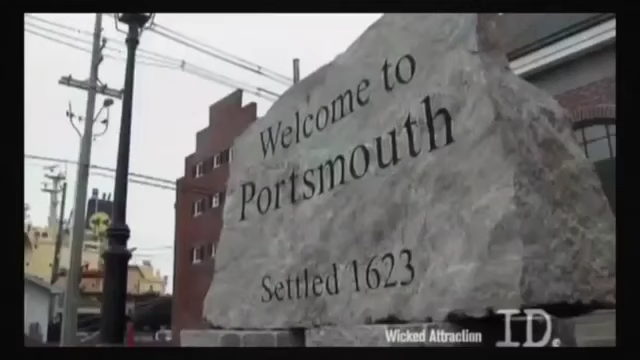 Welcome to
Portsmouth
Settled 1623
Wicked Attraction
ID.